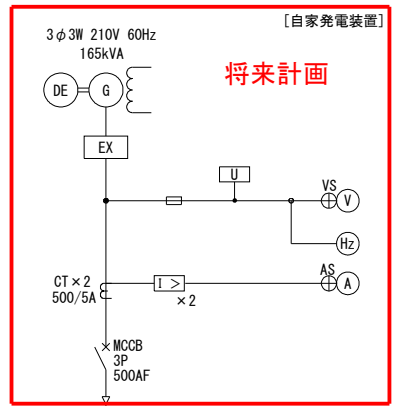 [自家発電装置]
3φ3W 210V 60Hz
165kVA
将来計画
DE
G
EX
U
VS
V
Hz
CT×2
500/5A
I >
×2
AS
A
MCCB
3P
500AF